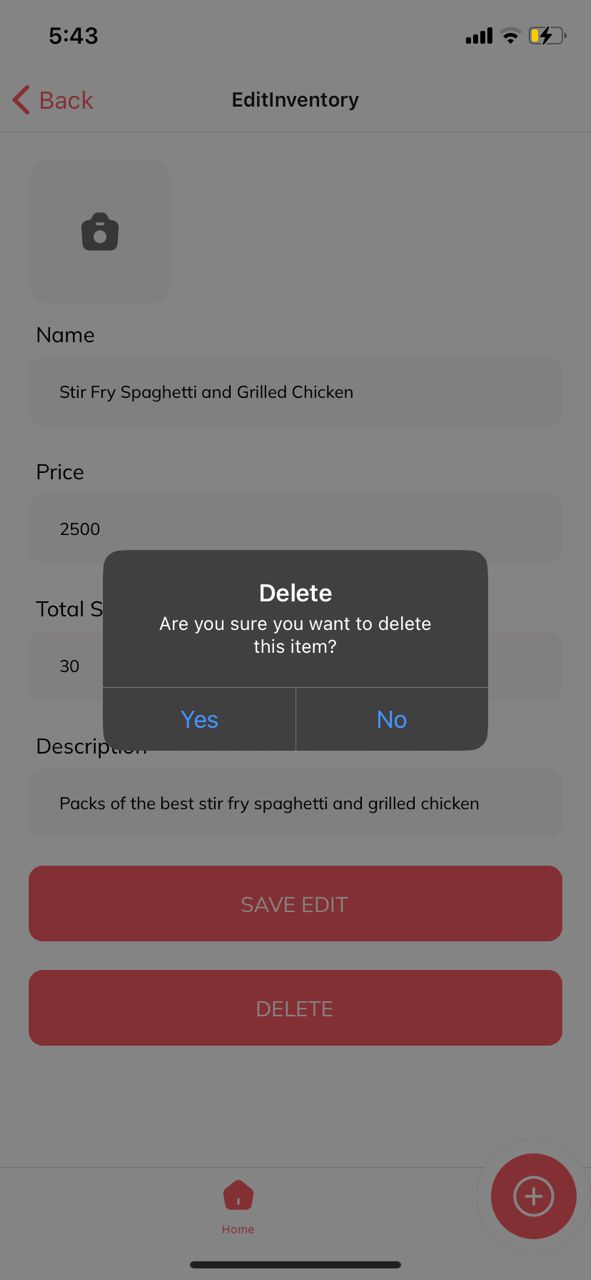 5:43
Back
EditInventory
Name
Stir Fry Spaghetti and Grilled Chicken
Price
2500
Total S
30
Delete
Are you sure you want to delete
this item?
Yes
No
Description
Packs of the best stir fry spaghetti and grilled chicken
SAVE EDIT
DELETE
Home